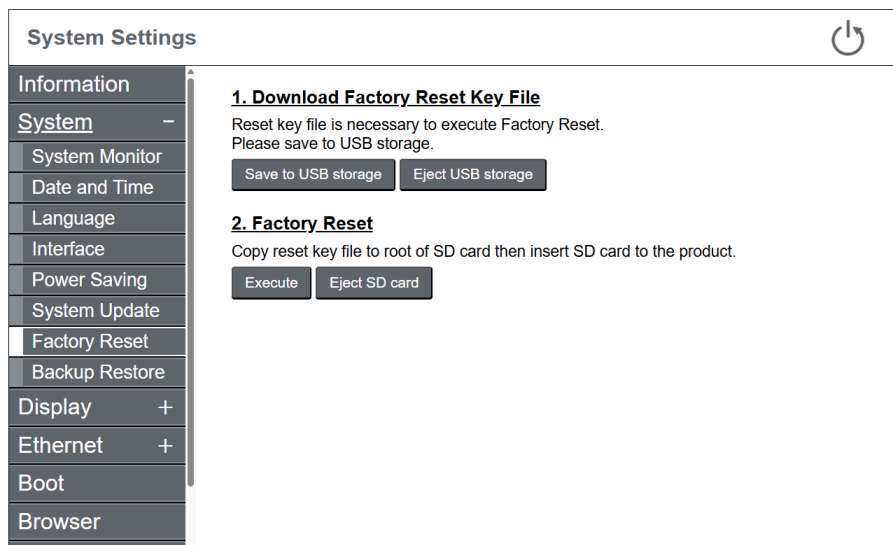 System Settings
Information
System −
System Monitor
Date and Time
Language
Interface
Power Saving
System Update
Factory Reset
Backup Restore
Display +
Ethernet +
Boot
Browser
1. Download Factory Reset Key File
Reset key file is necessary to execute Factory Reset.
Please save to USB storage.
Save to USB storage Eject USB storage
2. Factory Reset
Copy reset key file to root of SD card then insert SD card to the product.
Execute Eject SD card